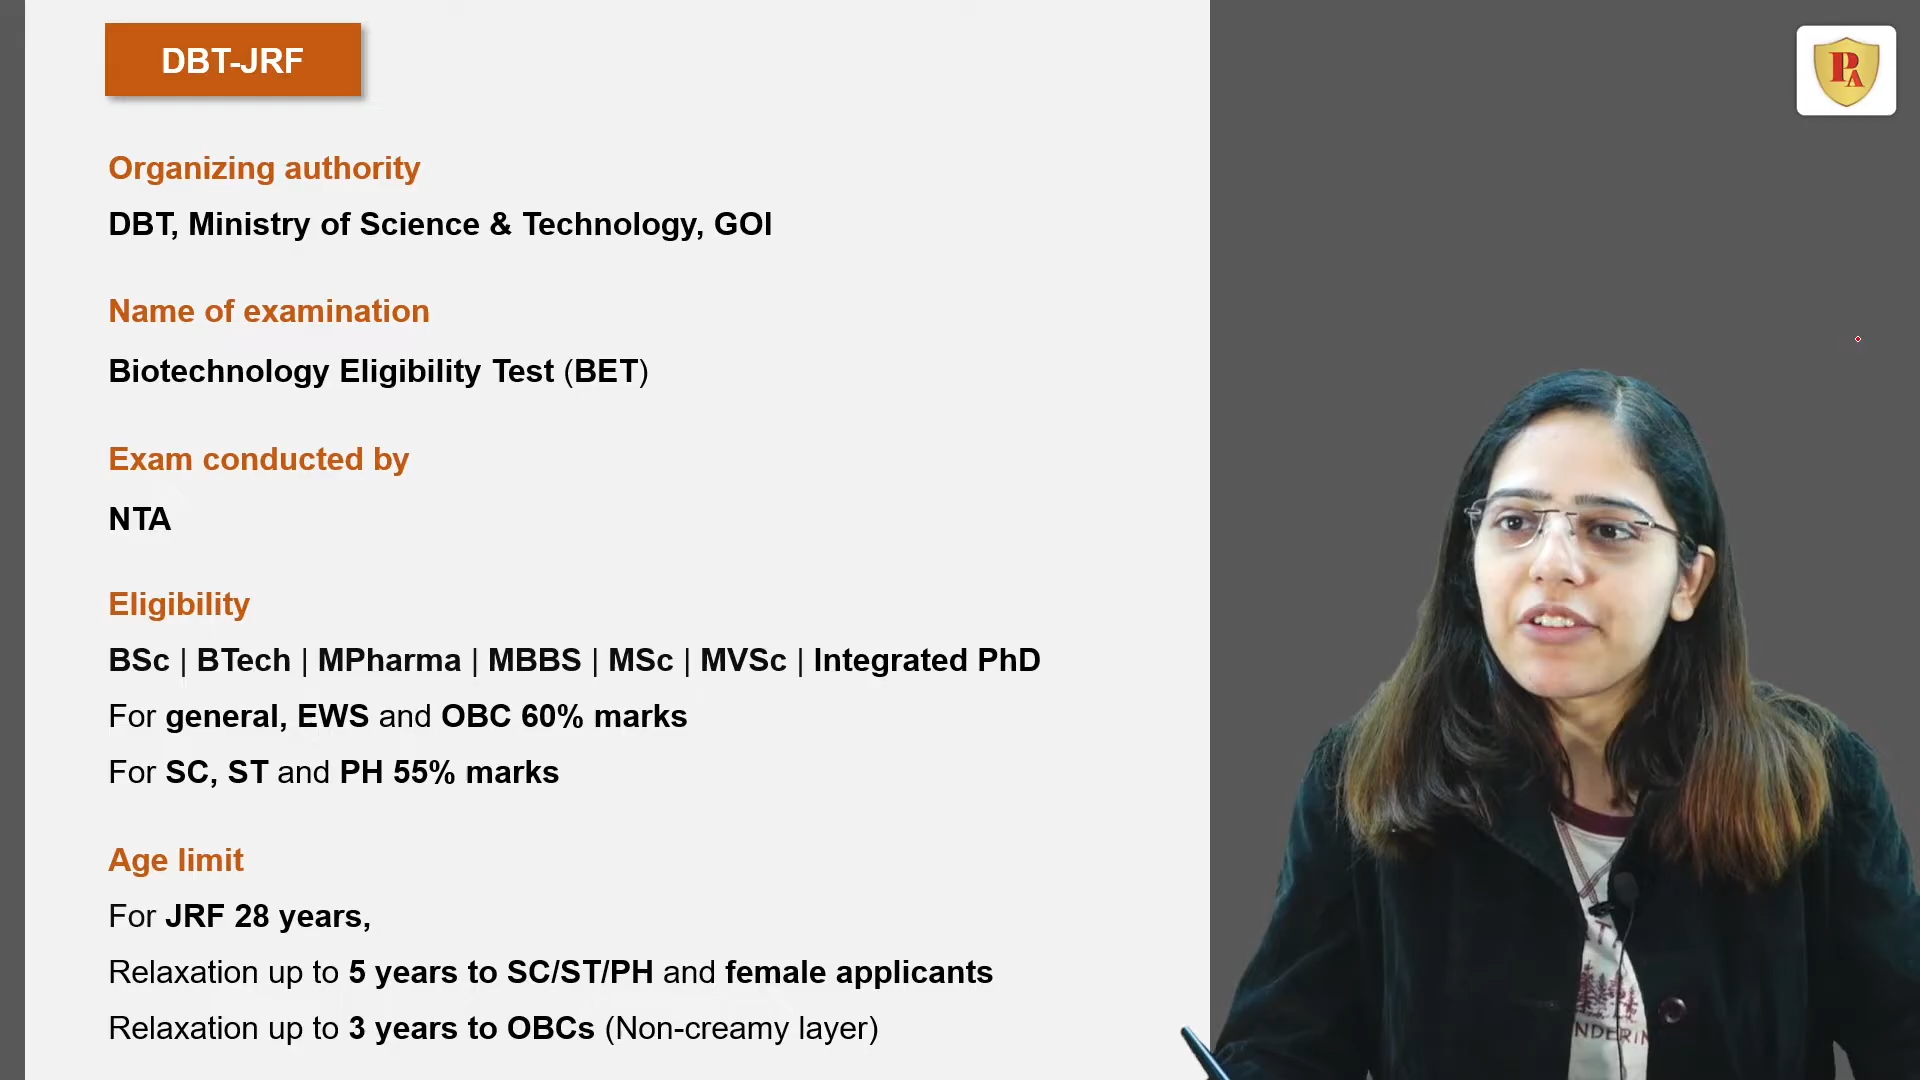 DBT-JRF
Organizing authority
DBT, Ministry of Science & Technology, GOI
Name of examination
Biotechnology Eligibility Test (BET)
Exam conducted by
NTA
Eligibility
BSc | BTech | MPharma | MBBS | MSc | MVSc | Integrated PhD
For general, EWS and OBC 60% marks
For SC, ST and PH 55% marks
Age limit
For JRF 28 years,
Relaxation up to 5 years to SC/ST/PH and female applicants
Relaxation up to 3 years to OBCs (Non-creamy layer)
PA